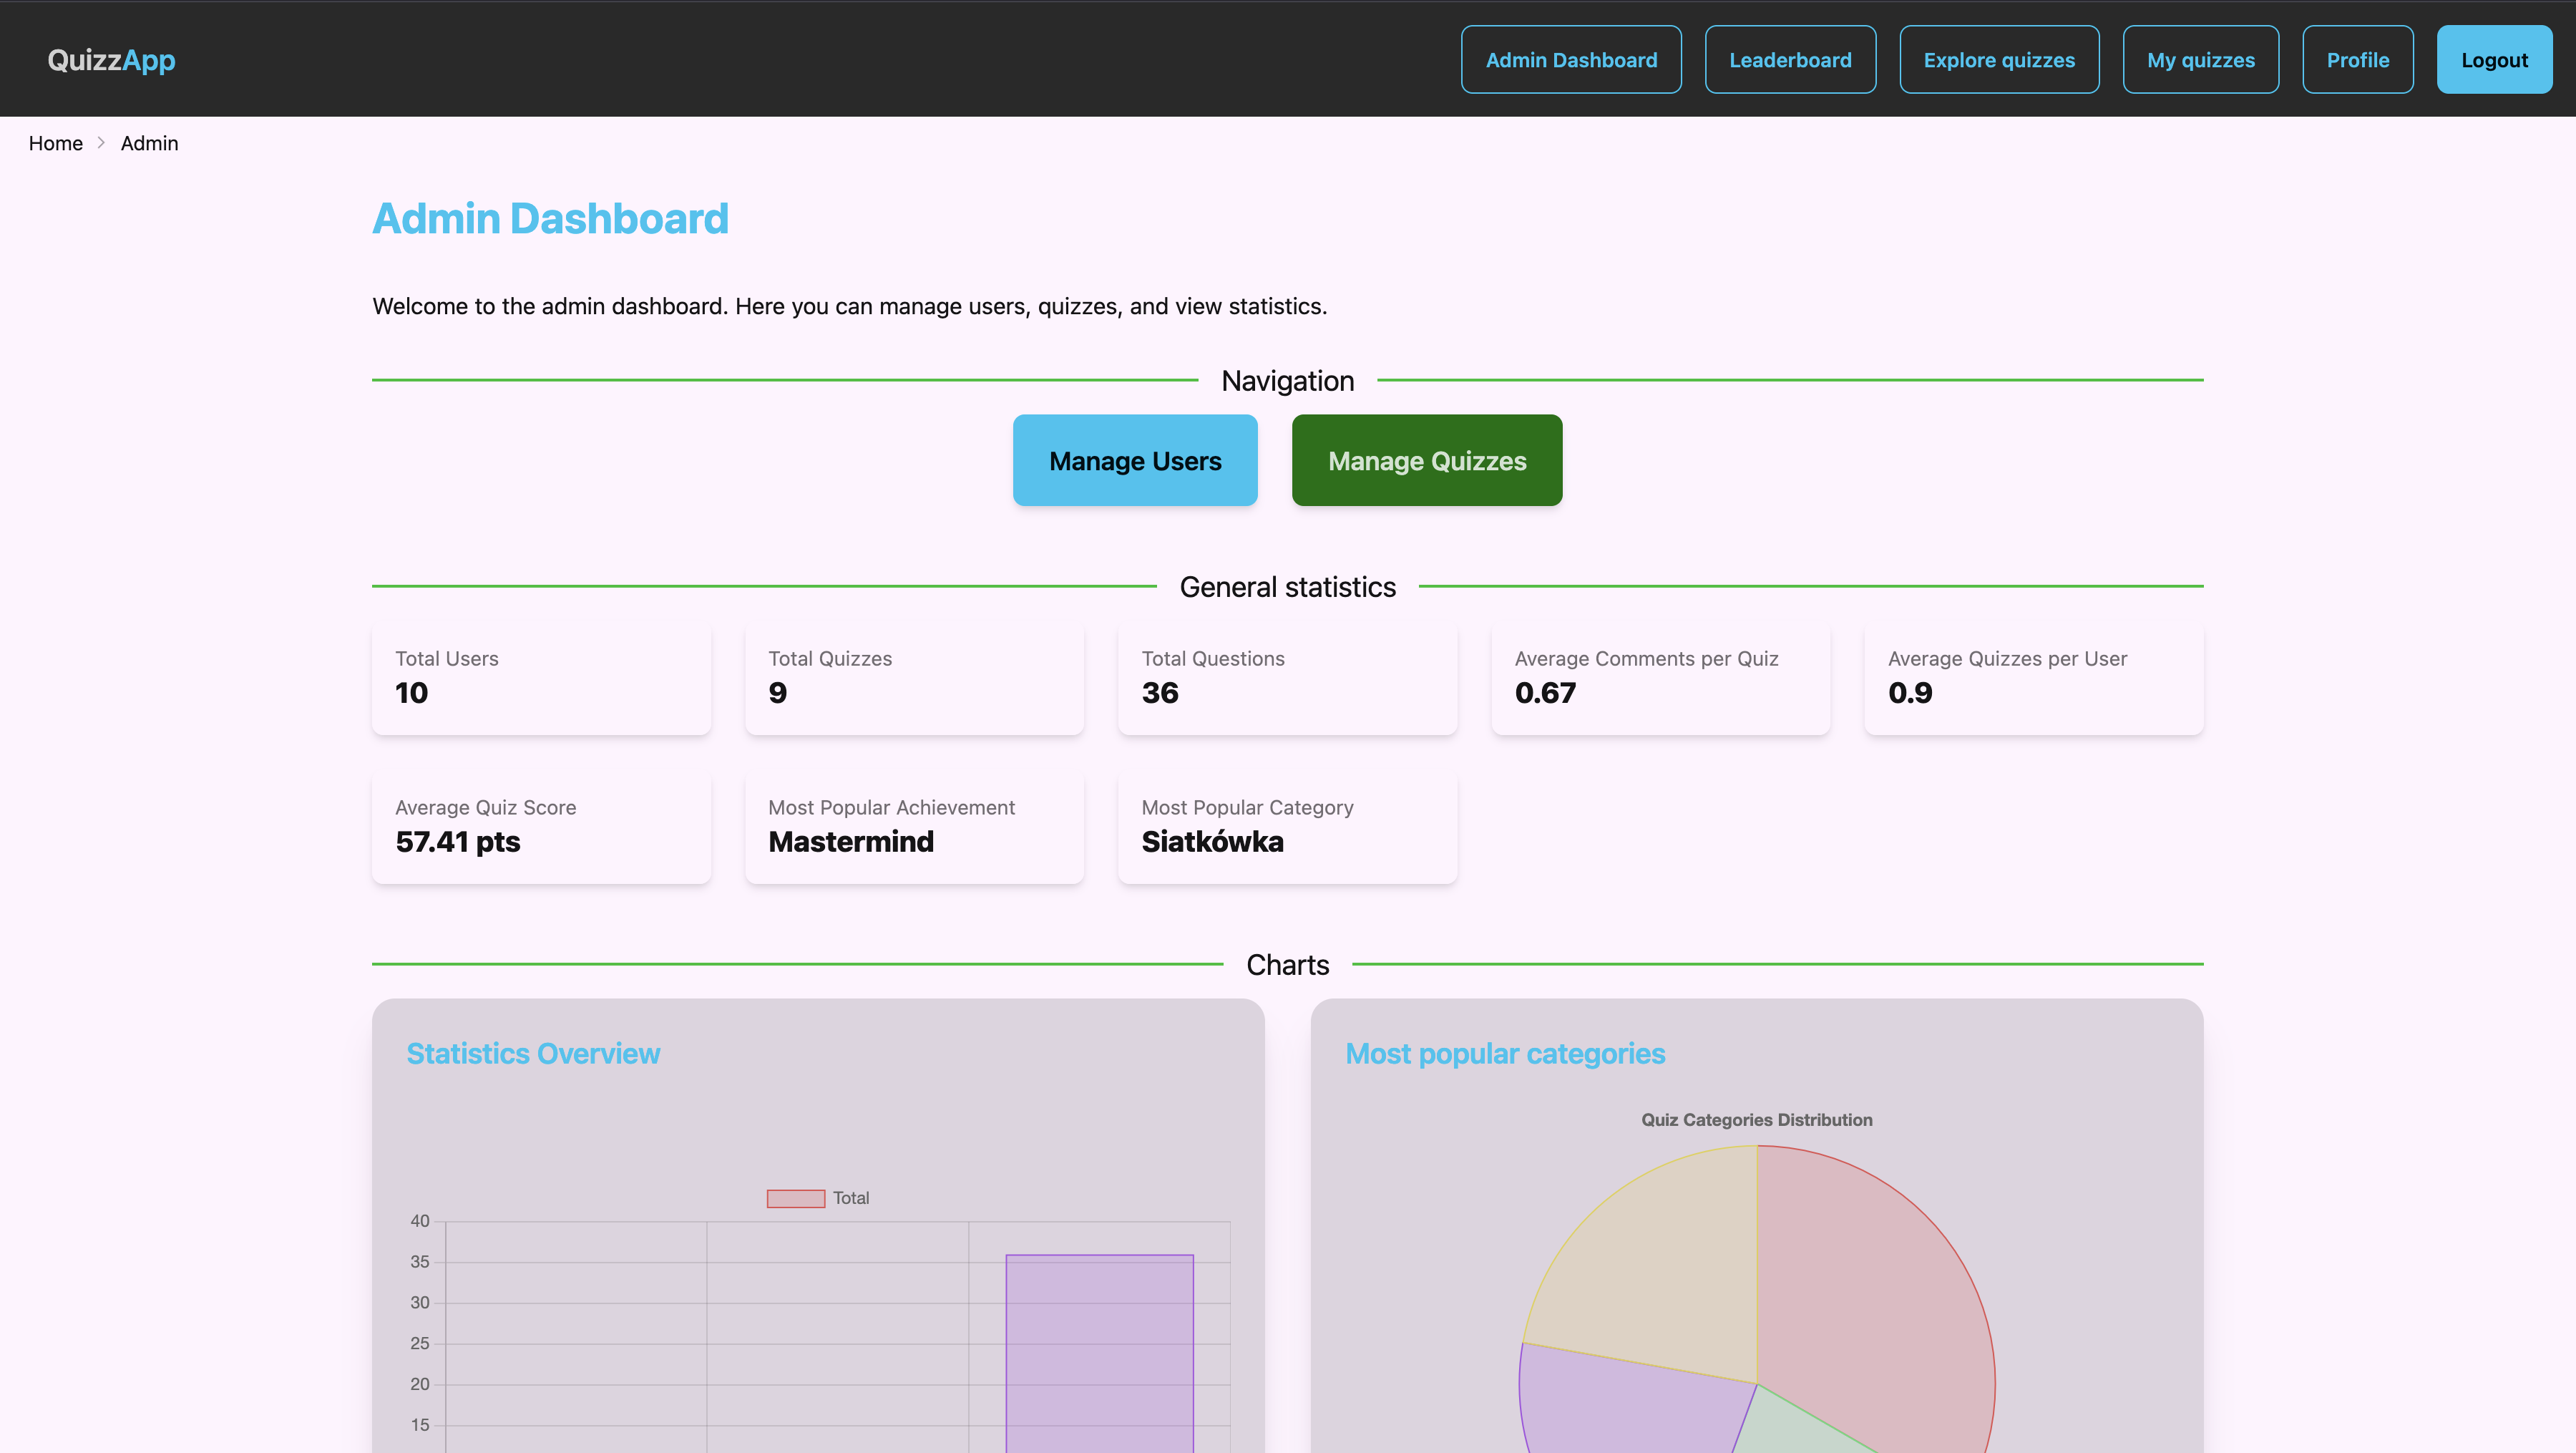 QuizzApp
Admin Dashboard
Leaderboard
Explore quizzes
My quizzes
Profile
Logout
Home
Admin
Admin Dashboard
Welcome to the admin dashboard. Here you can manage users, quizzes, and view statistics.
Navigation
Manage Users
Manage Quizzes
General statistics
Total Users
10
Total Quizzes
9
Total Questions
36
Average Comments per Quiz
0.67
Average Quizzes per User
0.9
Average Quiz Score
57.41 pts
Most Popular Achievement
Mastermind
Most Popular Category
Siatkówka
Charts
Statistics Overview
Total
40
35
30
25
20
15
Most popular categories
Quiz Categories Distribution